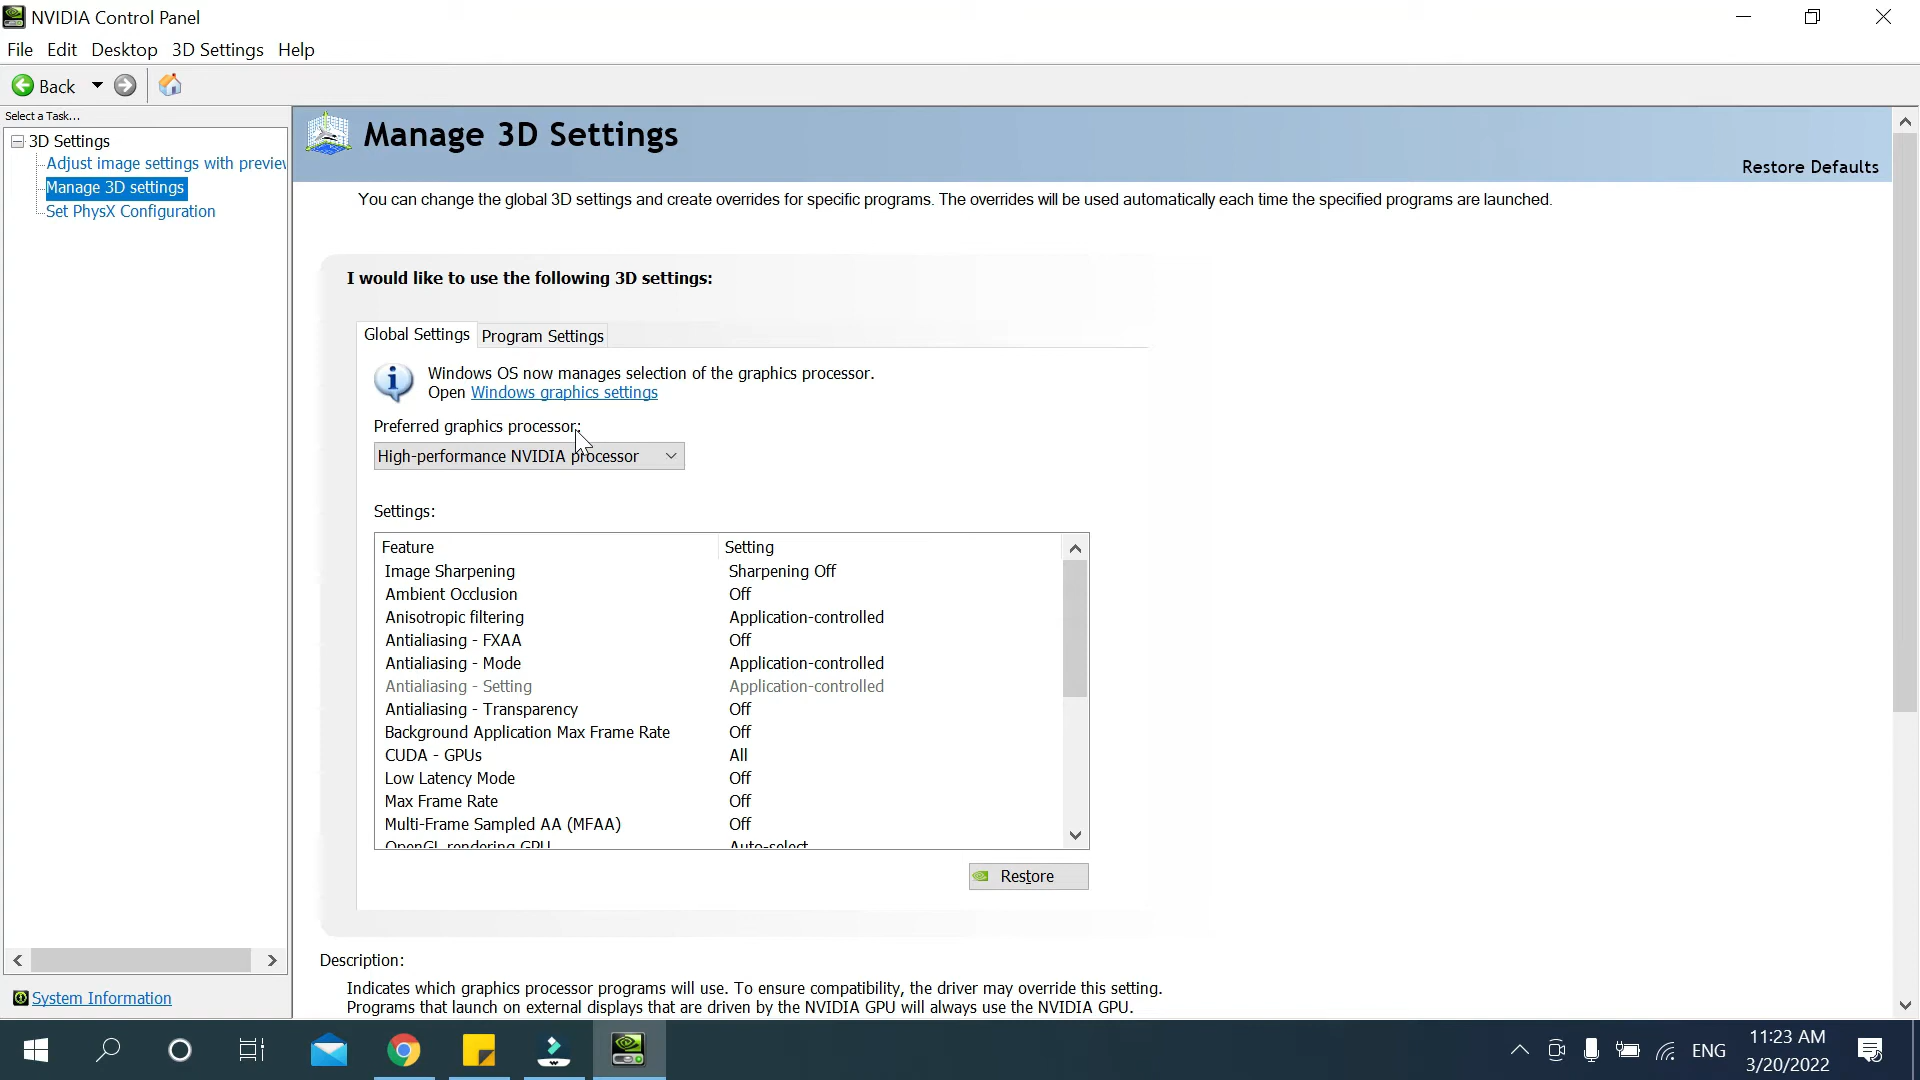 NVIDIA Control Panel
File Edit Desktop 3D Settings Help
Back
Select a Task...
3D Settings
Adjust image settings with preview
Manage 3D settings
Set PhysX Configuration
System Information
Manage 3D Settings
Restore Defaults
You can change the global 3D settings and create overrides for specific programs. The overrides will be used automatically each time the specified programs are launched.
I would like to use the following 3D settings:
Global Settings Program Settings
Windows OS now manages selection of the graphics processor.
Open Windows graphics settings
Preferred graphics processor:
High-performance NVIDIA processor
Settings:
Feature Setting
Image Sharpening Sharpening Off
Ambient Occlusion Off
Anisotropic filtering Application-controlled
Antialiasing - FXAA Off
Antialiasing - Mode Application-controlled
Antialiasing - Setting Application-controlled
Antialiasing - Transparency Off
Background Application Max Frame Rate Off
CUDA - GPUs All
Low Latency Mode Off
Max Frame Rate Off
Multi-Frame Sampled AA (MFAA) Off
OpenGL rendering GPU Auto-select
Restore
Description:
Indicates which graphics processor programs will use. To ensure compatibility, the driver may override this setting.
Programs that launch on external displays that are driven by the NVIDIA GPU will always use the NVIDIA GPU.
ENG
11:23 AM
3/20/2022